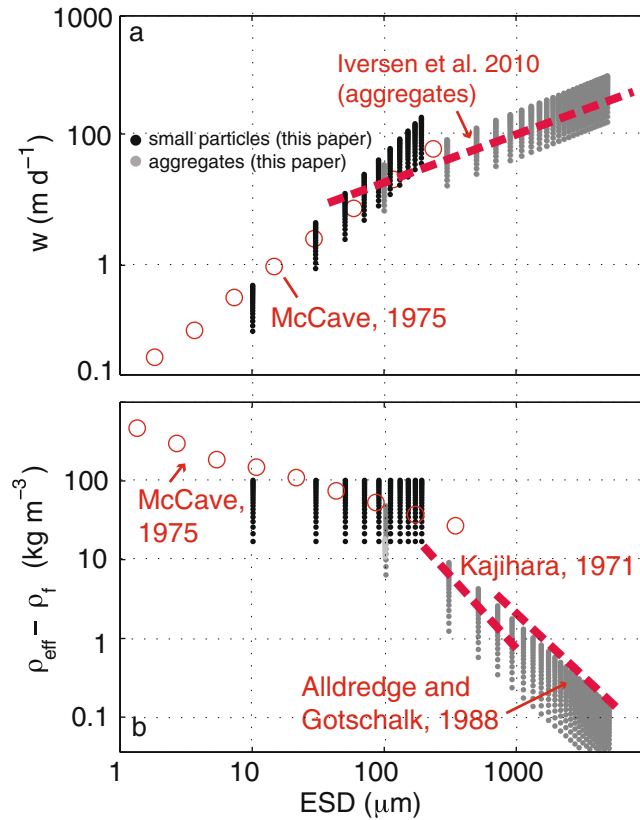 1000
a
Iversen et al. 2010
(aggregates)
100
small particles (this paper)
aggregates (this paper)
w (m d⁻¹)
1
McCave, 1975
0.1
100
McCave,
1975
10
Kajihara, 1971
ρeff − ρf (kg m⁻³)
1
Alldredge and
Gotschalk, 1988
0.1
b
1 10 100 1000
ESD (μm)